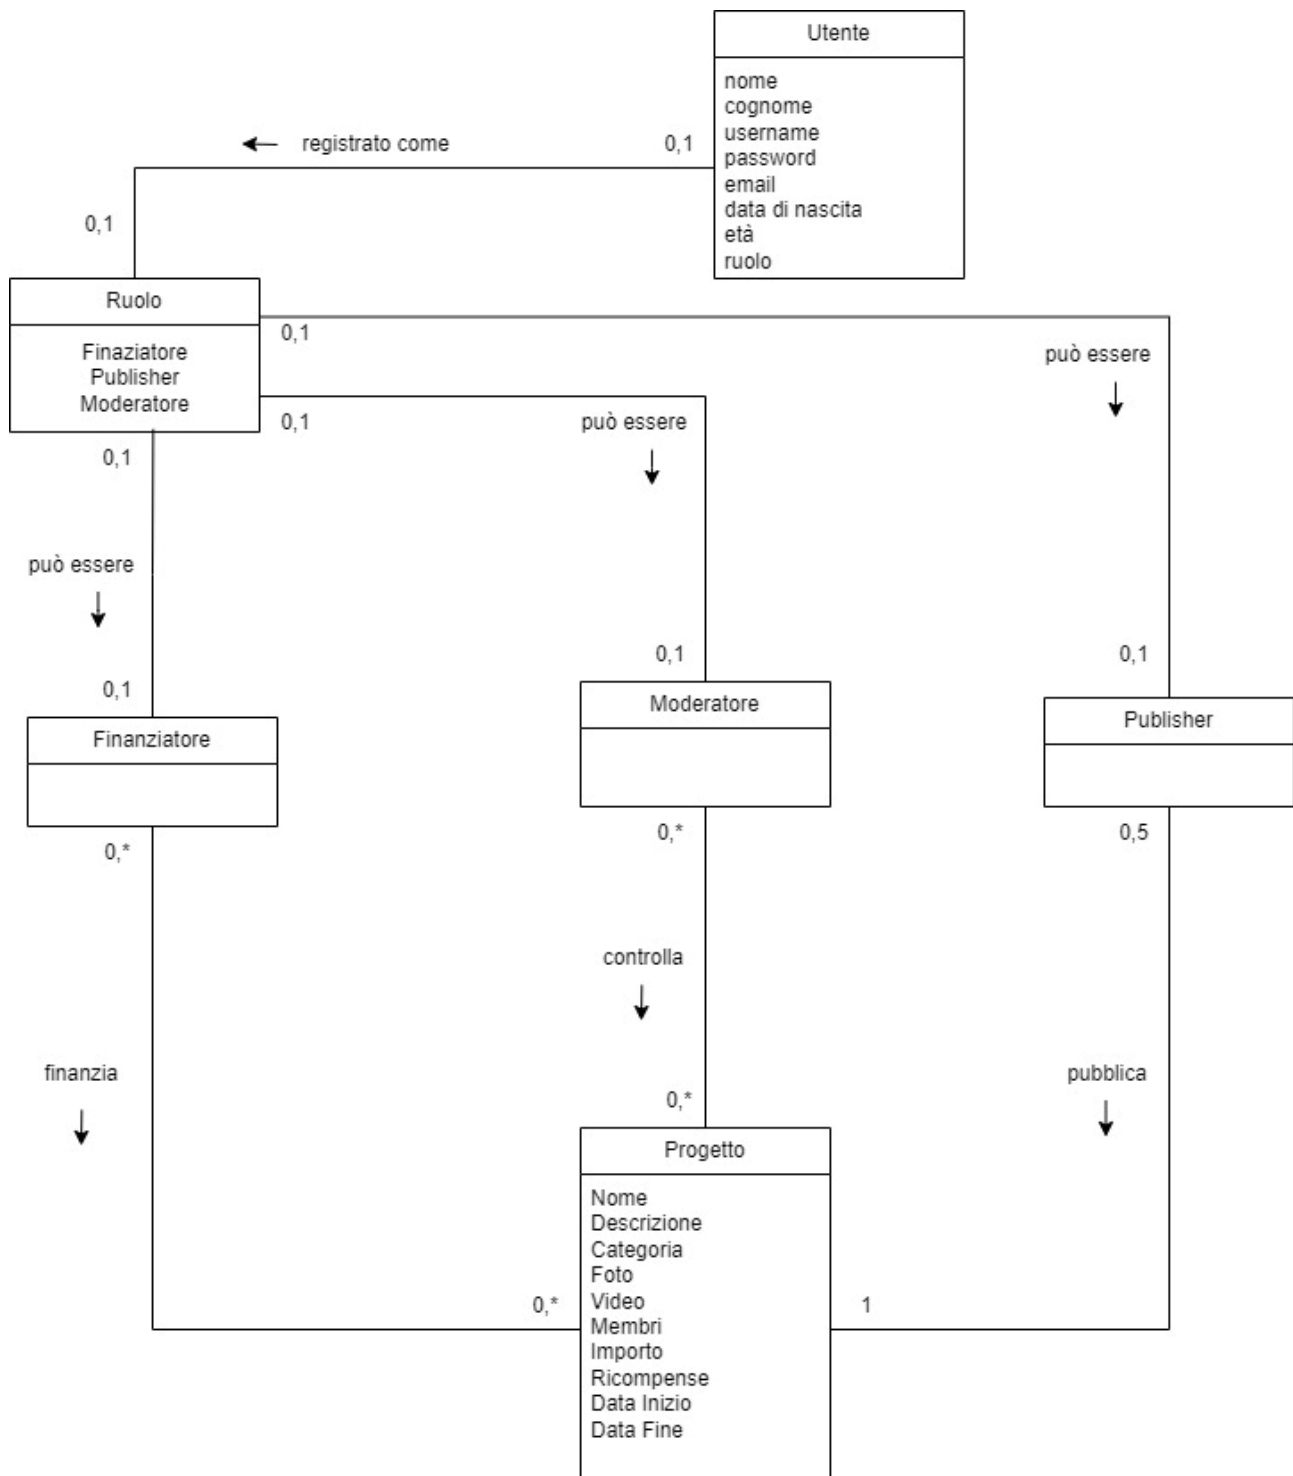 Utente
nome
cognome
username
password
email
data di nascita
età
ruolo
registrato come
0,1
0,1
Ruolo
Finaziatore
Publisher
Moderatore
0,1
può essere
0,1
può essere
0,1
può essere
0,1
0,1
0,1
Finanziatore
Moderatore
Publisher
0,*
0,*
0,5
controlla
finanzia
pubblica
0,*
Progetto
Nome
Descrizione
Categoria
Foto
Video
Membri
Importo
Ricompense
Data Inizio
Data Fine
0,*
1